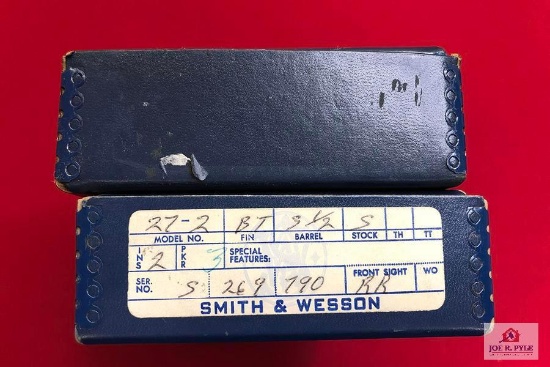 27-2 BT 3 1/2 S
MODEL NO. FIN BARREL STOCK TH TT
INS 2 PKR 3 SPECIAL FEATURES:
SER. NO. S 269 790 FRONT SIGHT RR WO
SMITH & WESSON
JOE R. PYLE